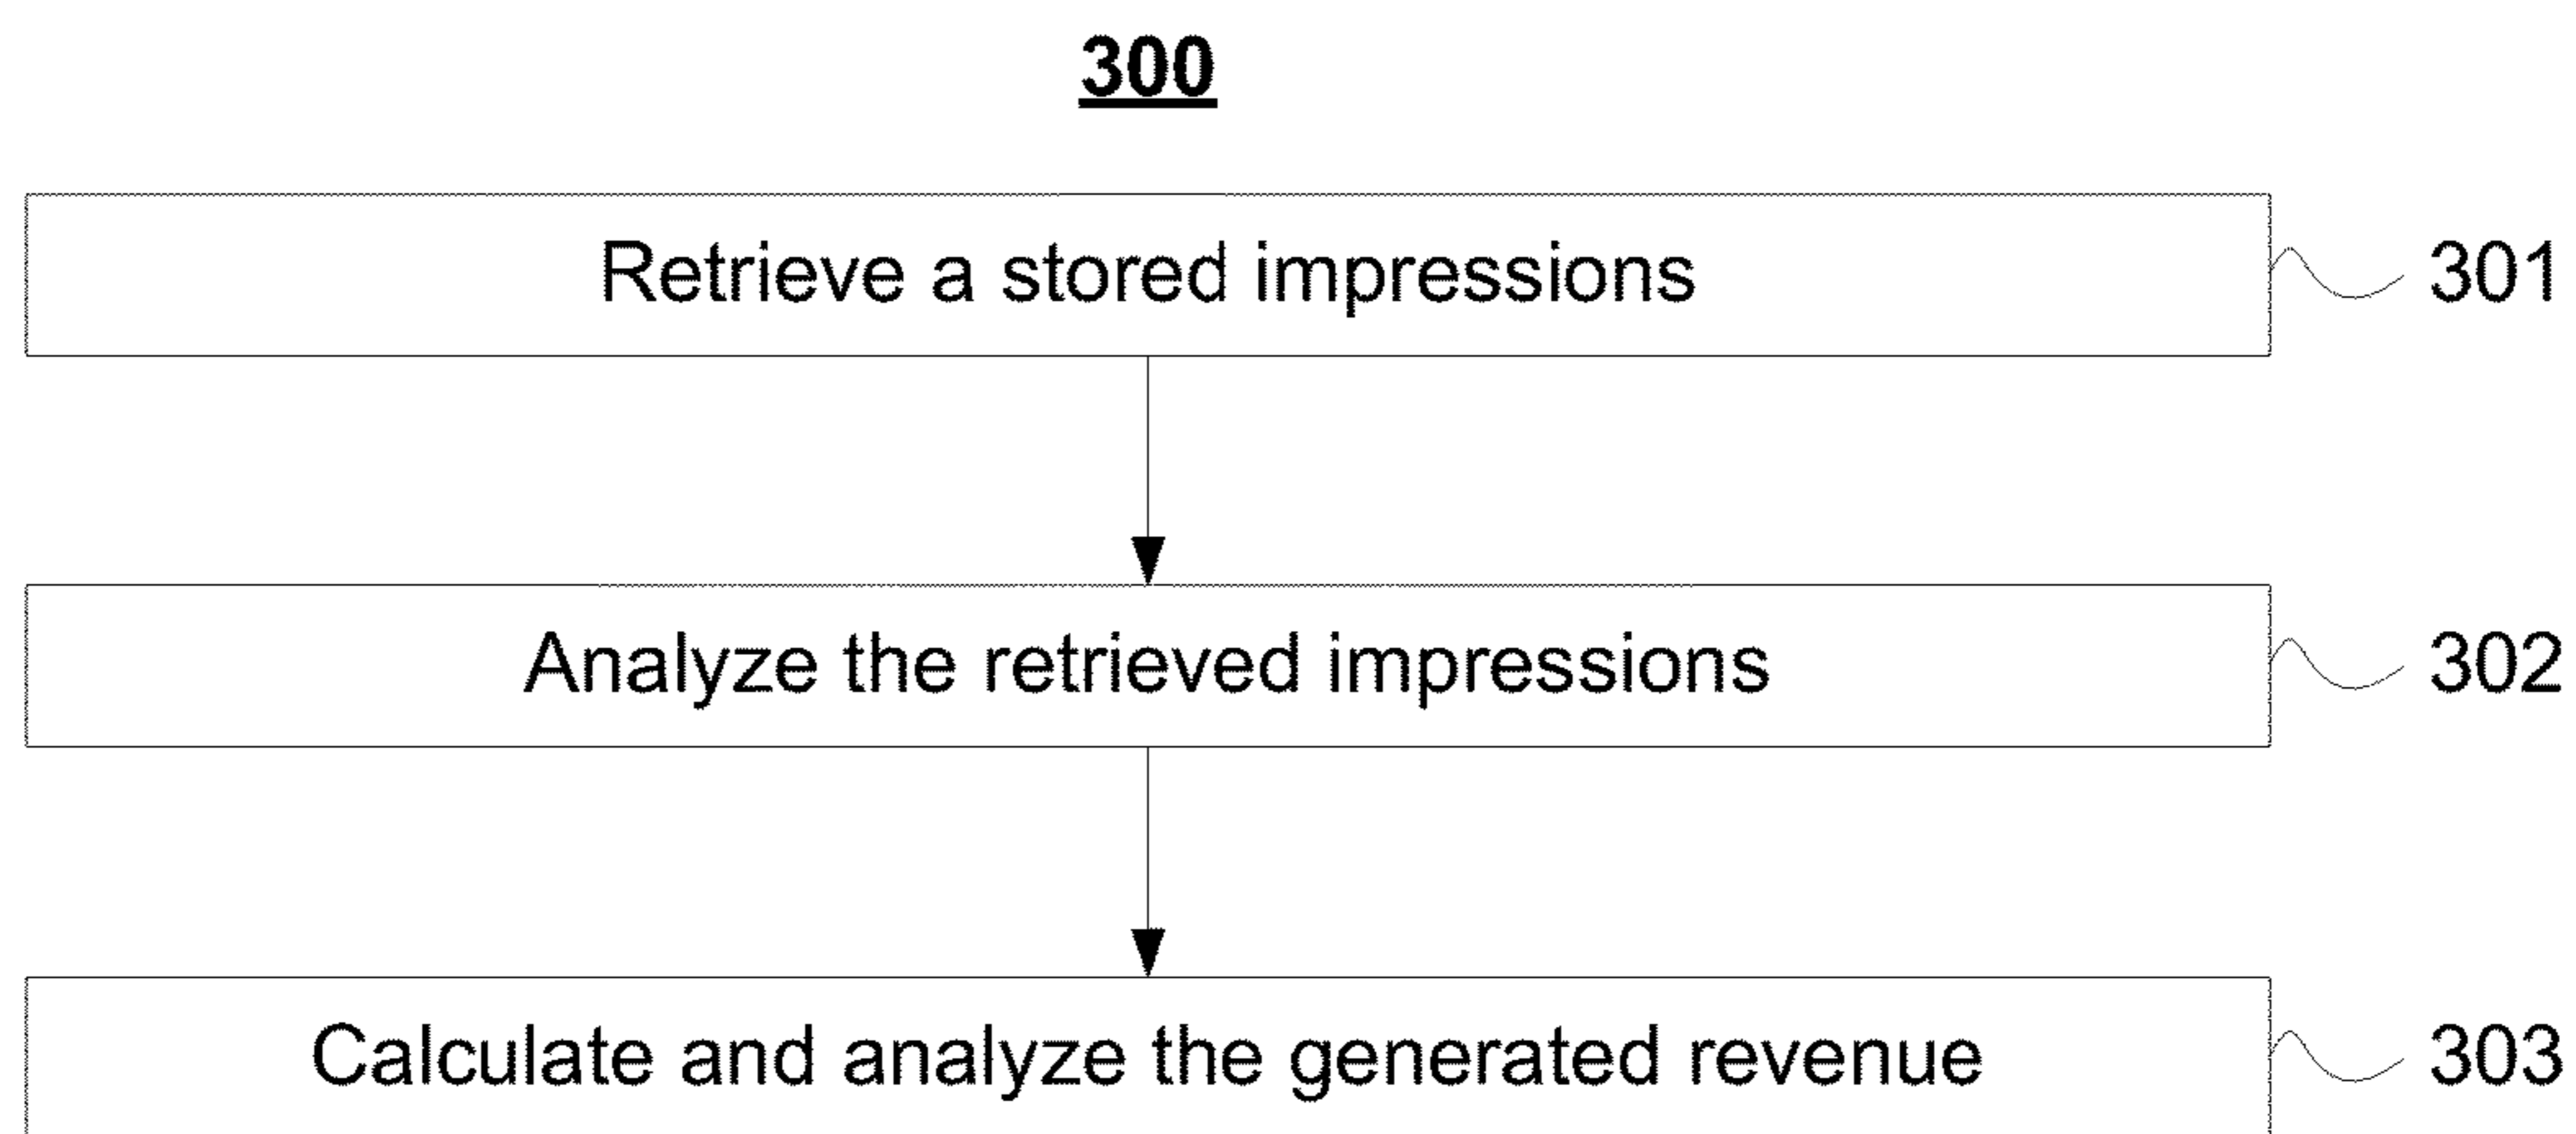 300
Retrieve a stored impressions
301
Analyze the retrieved impressions
302
Calculate and analyze the generated revenue
303